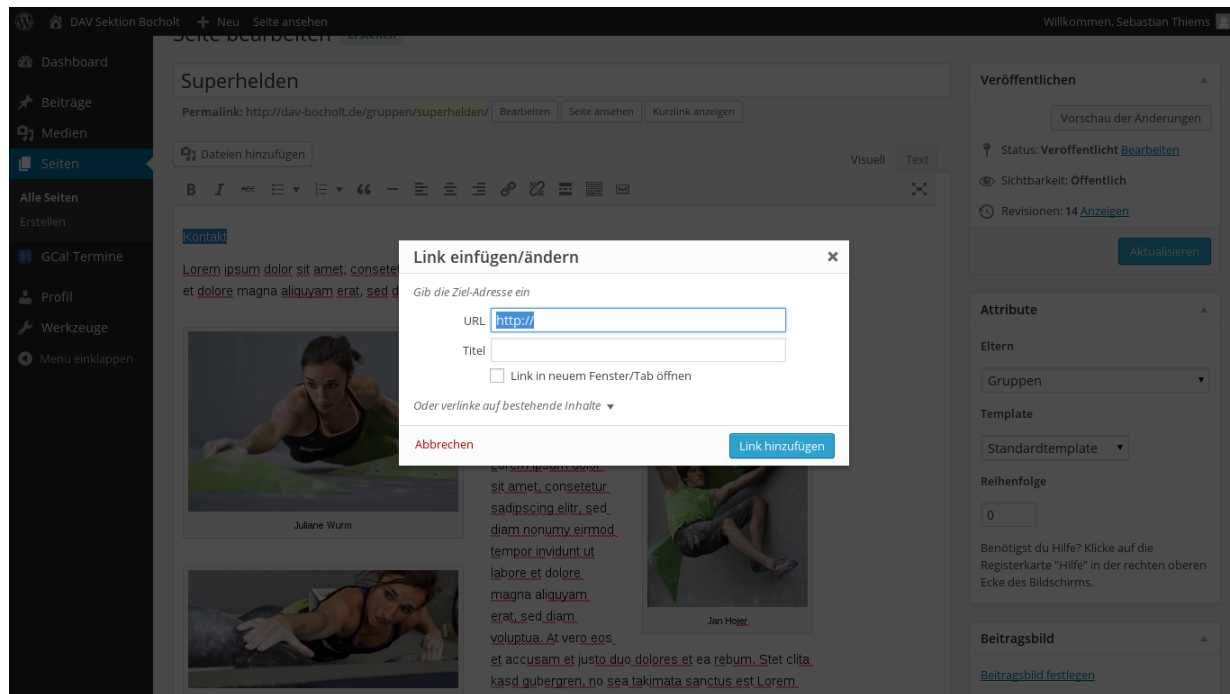 DAV Sektion Bocholt
Neu
Seite ansehen
Willkommen, Sebastian Thiems
Seite bearbeiten
Erstellen
Dashboard
Beiträge
Medien
Seiten
Alle Seiten
Erstellen
GCal Termine
Profil
Werkzeuge
Menü einklappen
Superhelden
Permalink: http://dav-bocholt.de/gruppen/superhelden/
Bearbeiten
Seite ansehen
Kurzlink anzeigen
Dateien hinzufügen
Visuell
Text
B I ABC
Kontakt
Lorem ipsum dolor sit amet, consetet
et dolore magna aliquyam erat, sed d
Link einfügen/ändern
Gib die Ziel-Adresse ein
URL http://
Titel
Link in neuem Fenster/Tab öffnen
Oder verlinke auf bestehende Inhalte
Abbrechen
Link hinzufügen
Juliane Wurm
Lorem ipsum dolor
sit amet, consetetur
sadipscing elitr, sed
diam nonumy eirmod
tempor invidunt ut
labore et dolore
magna aliquyam
erat, sed diam
voluptua. At vero eos
et accusam et justo duo dolores et ea rebum. Stet clita
kasd gubergren, no sea takimata sanctus est Lorem
Jan Hojer
Veröffentlichen
Vorschau der Änderungen
Status: Veröffentlicht Bearbeiten
Sichtbarkeit: Öffentlich
Revisionen: 14 Anzeigen
Aktualisieren
Attribute
Eltern
Gruppen
Template
Standardtemplate
Reihenfolge
0
Benötigst du Hilfe? Klicke auf die
Registerkarte "Hilfe" in der rechten oberen
Ecke des Bildschirms.
Beitragsbild
Beitragsbild festlegen